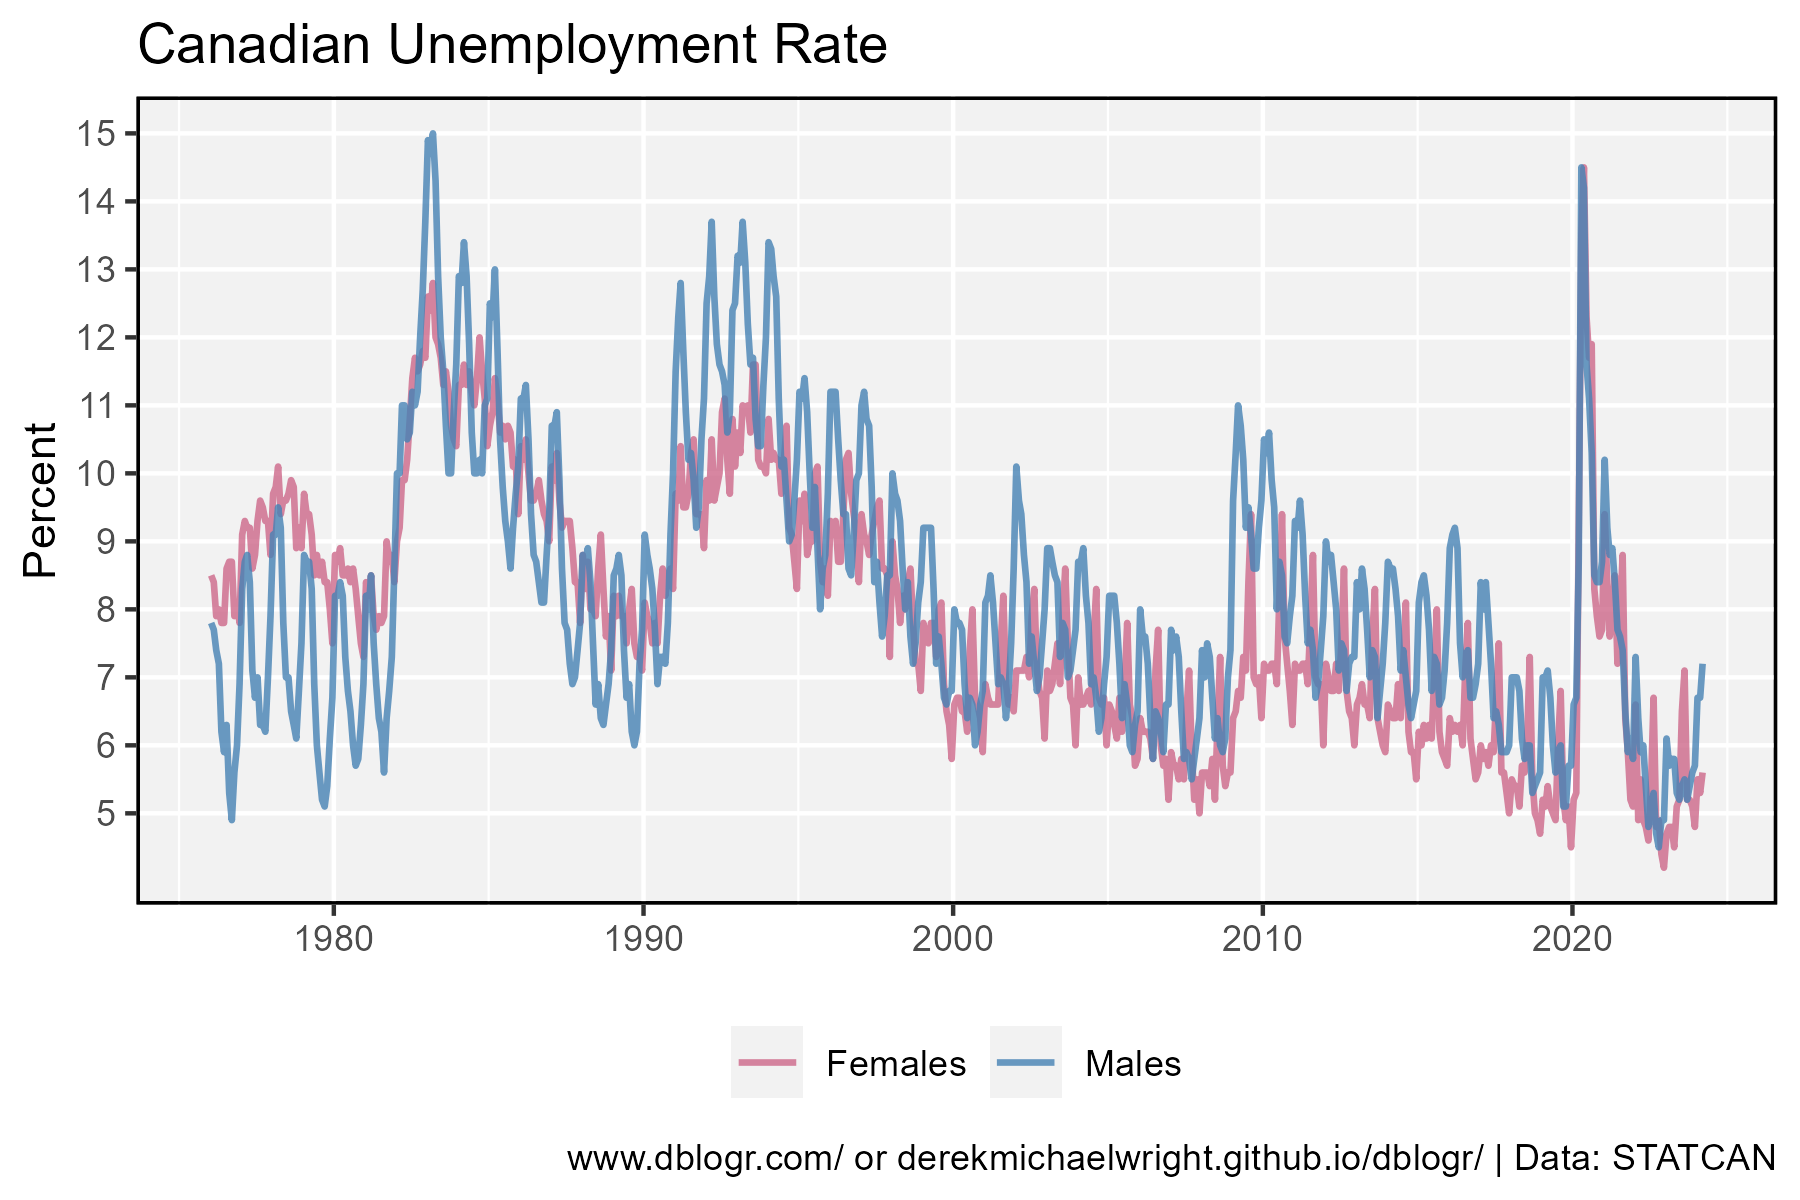 Canadian Unemployment Rate
Percent
15
14
13
12
11
10
9
8
7
6
5
1980 1990 2000 2010 2020
Females Males
www.dblogr.com/ or derekmichaelwright.github.io/dblogr/ | Data: STATCAN